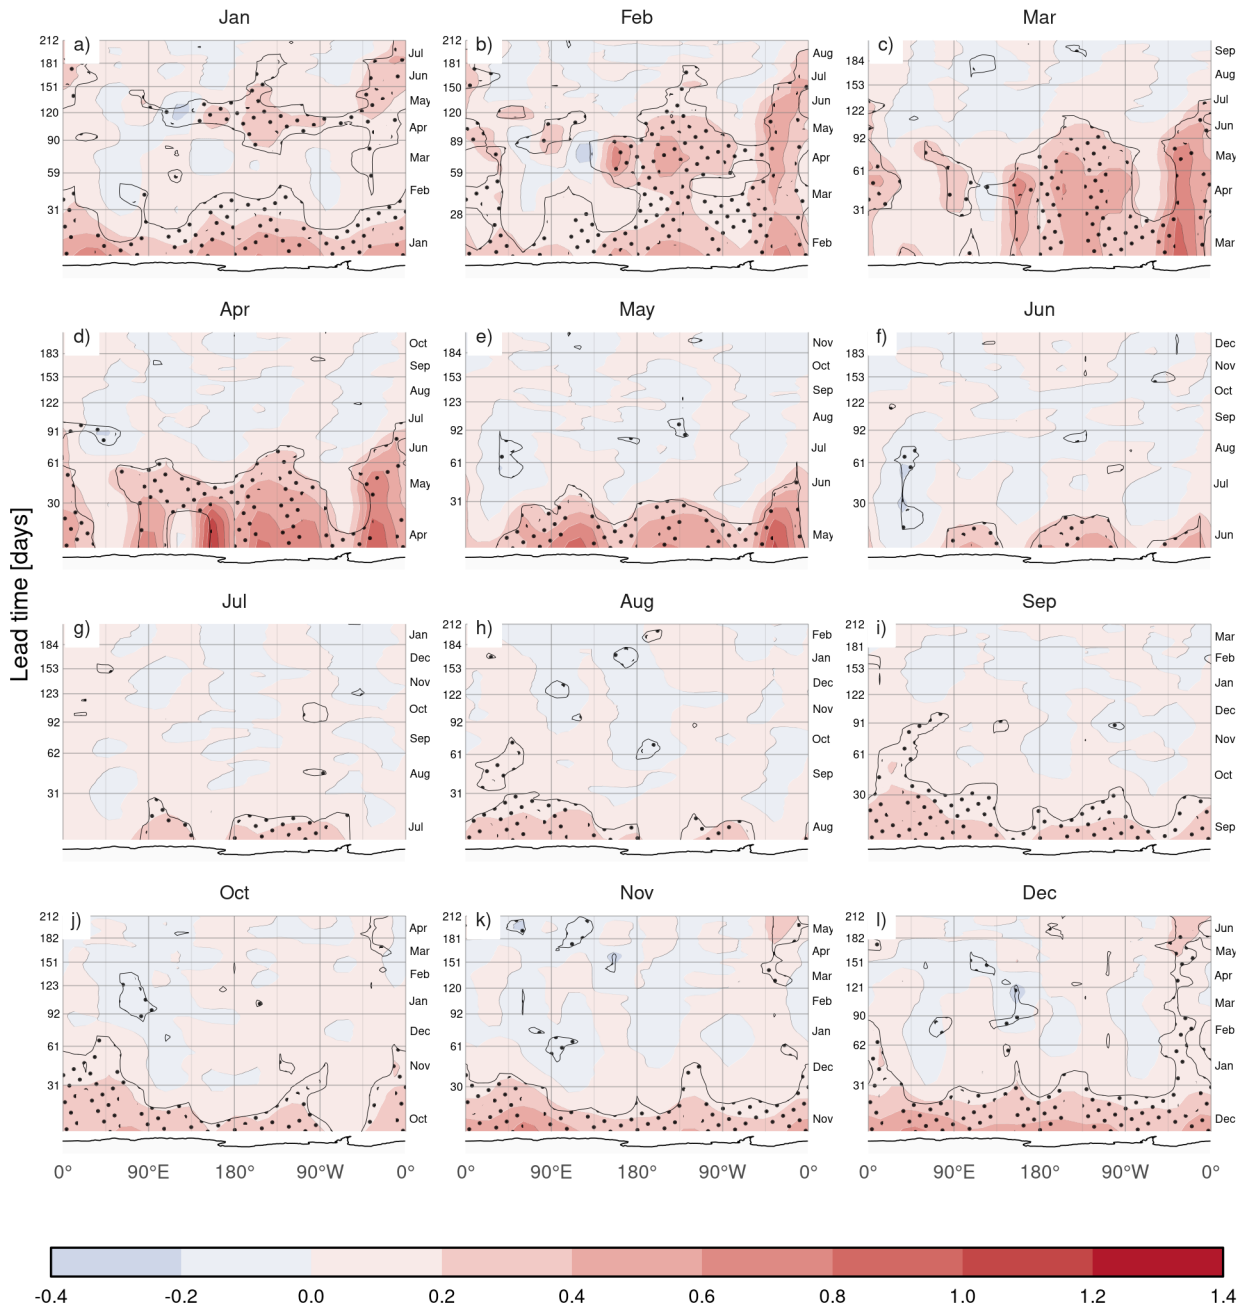 Jan Feb Mar
a) b) c)
212 181 151 120 90 59 31
Jul Jun May Apr Mar Feb Jan
212 181 150 120 89 59 28
Aug Jul Jun May Apr Mar Feb
184 153 122 92 61 31
Sep Aug Jul Jun May Apr Mar
Apr May Jun
d) e) f)
183 153 122 91 61 30
Oct Sep Aug Jul Jun May Apr
184 153 123 92 61 31
Nov Oct Sep Aug Jul Jun May
183 153 122 92 61 30
Dec Nov Oct Sep Aug Jul Jun
Lead time [days]
Jul Aug Sep
g) h) i)
184 153 123 92 62 31
Jan Dec Nov Oct Sep Aug Jul
212 184 153 122 92 61 31
Feb Jan Dec Nov Oct Sep Aug
212 181 153 122 91 61 30
Mar Feb Jan Dec Nov Oct Sep
Oct Nov Dec
j) k) l)
212 182 151 123 92 61 31
Apr Mar Feb Jan Dec Nov Oct
212 181 151 120 92 61 30
May Apr Mar Feb Jan Dec Nov
212 182 151 121 90 62 31
Jun May Apr Mar Feb Jan Dec
0° 90°E 180° 90°W 0° 0° 90°E 180° 90°W 0° 0° 90°E 180° 90°W 0°
-0.4 -0.2 0.0 0.2 0.4 0.6 0.8 1.0 1.2 1.4